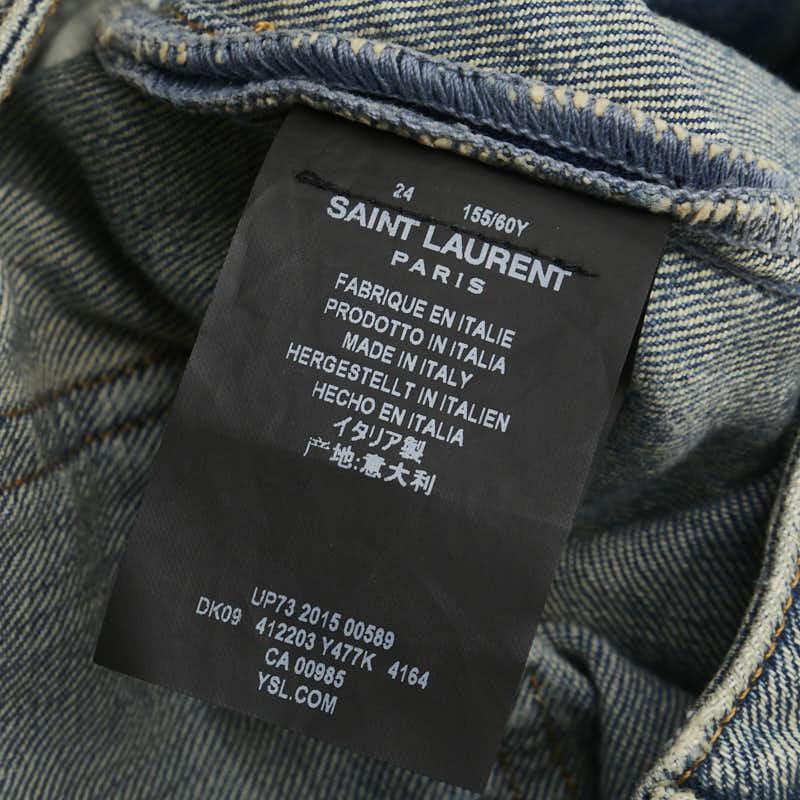 24 155/60Y
SAINT LAURENT
PARIS
FABRIQUE EN ITALIE
PRODOTTO IN ITALIA
MADE IN ITALY
HERGESTELLT IN ITALIEN
HECHO EN ITALIA
イタリア製
产地:意大利
UP73 2015 00589
DK09 412203 Y477K 4164
CA 00985
YSL.COM